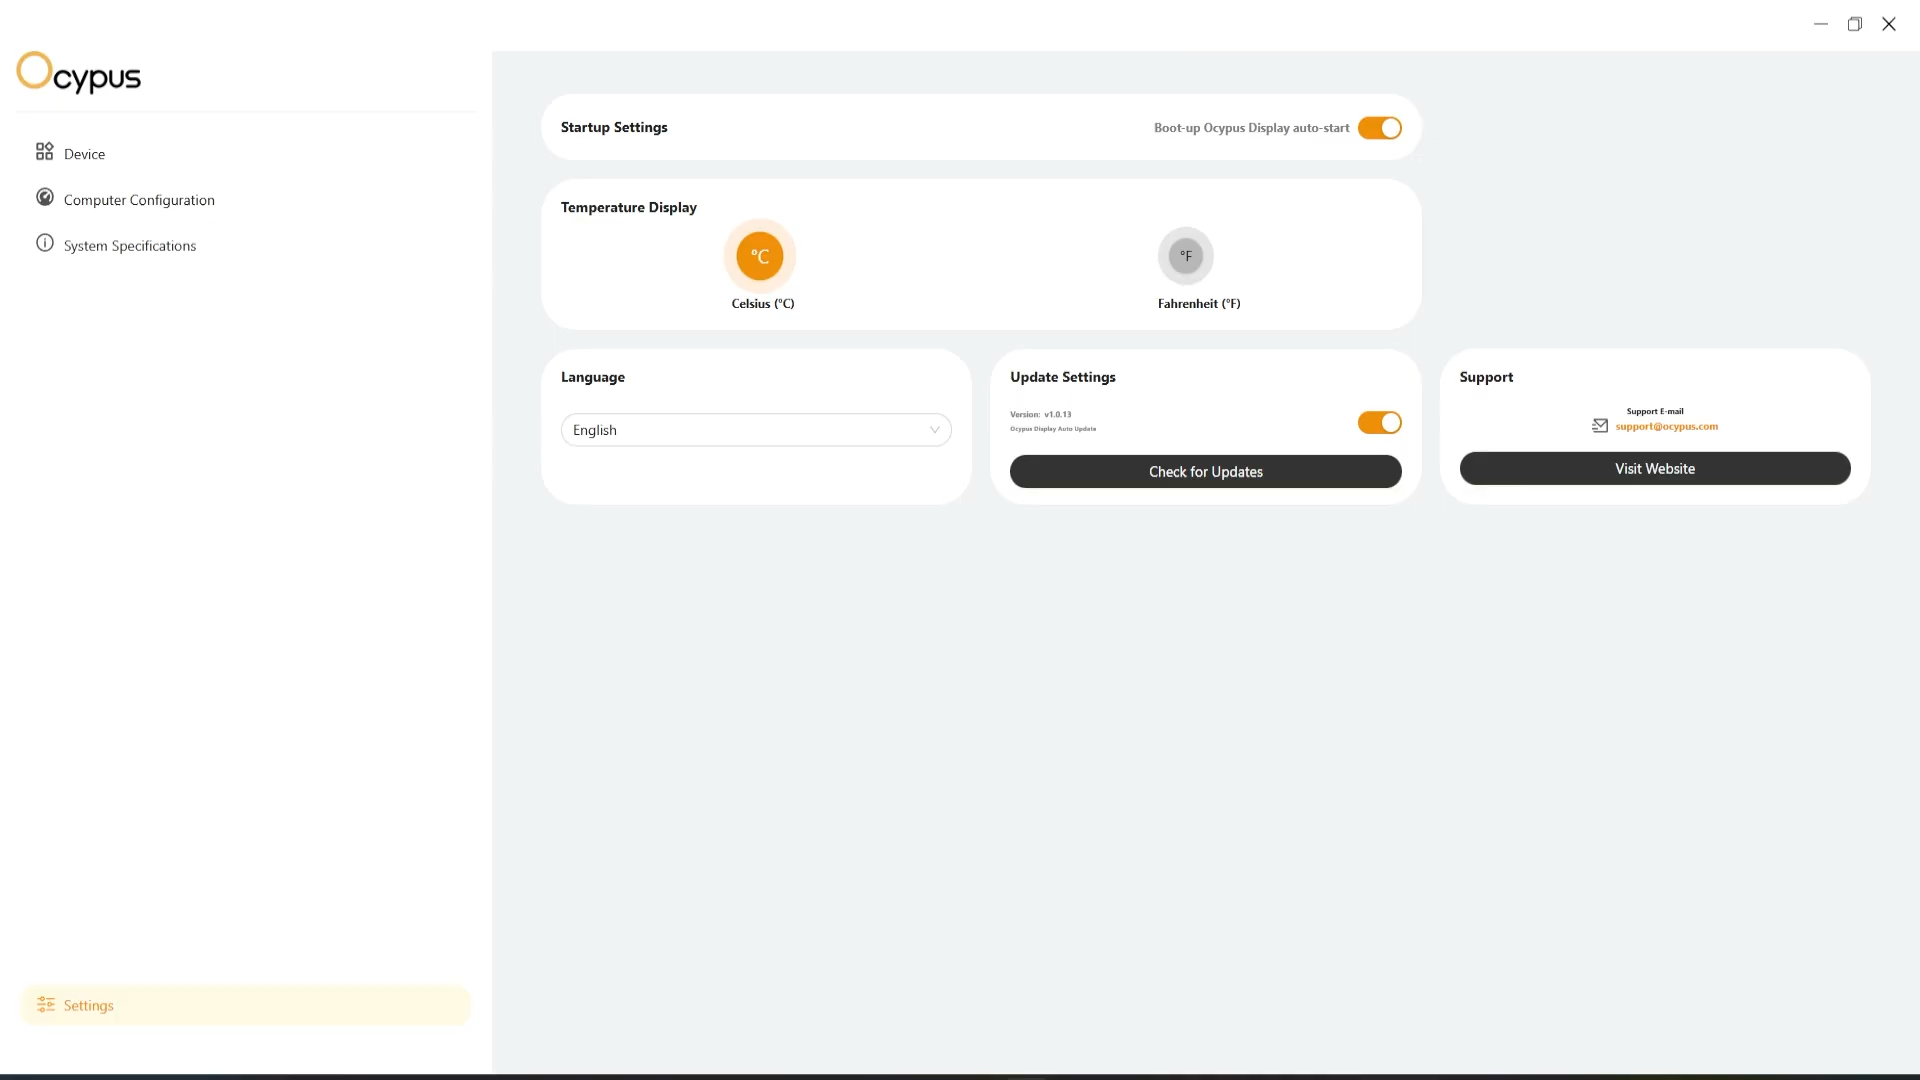 Ocypus
Device
Computer Configuration
System Specifications
Settings
Startup Settings
Boot-up Ocypus Display auto-start
Temperature Display
°C
Celsius (°C)
°F
Fahrenheit (°F)
Language
English
Update Settings
Version: v1.0.13
Ocypus Display Auto Update
Check for Updates
Support
Support E-mail
support@ocypus.com
Visit Website